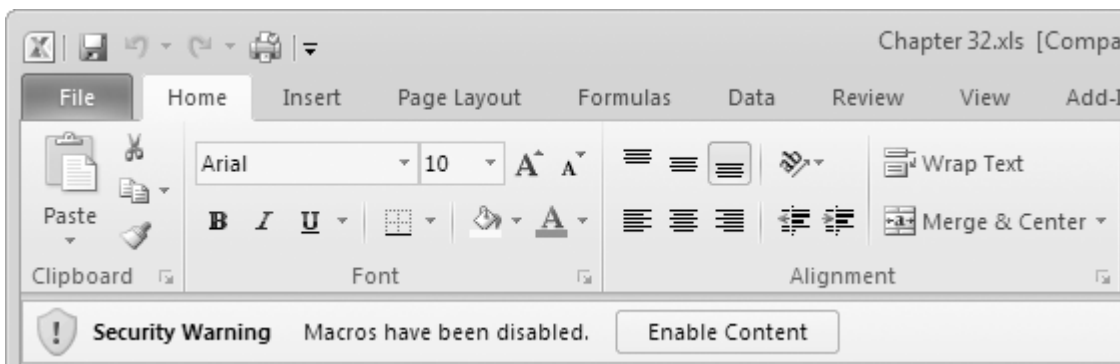 Chapter 32.xls [Compa
File Home Insert Page Layout Formulas Data Review View Add-I
Arial 10 A A Wrap Text
Paste B I U A Merge & Center
Clipboard Font Alignment
Security Warning Macros have been disabled. Enable Content